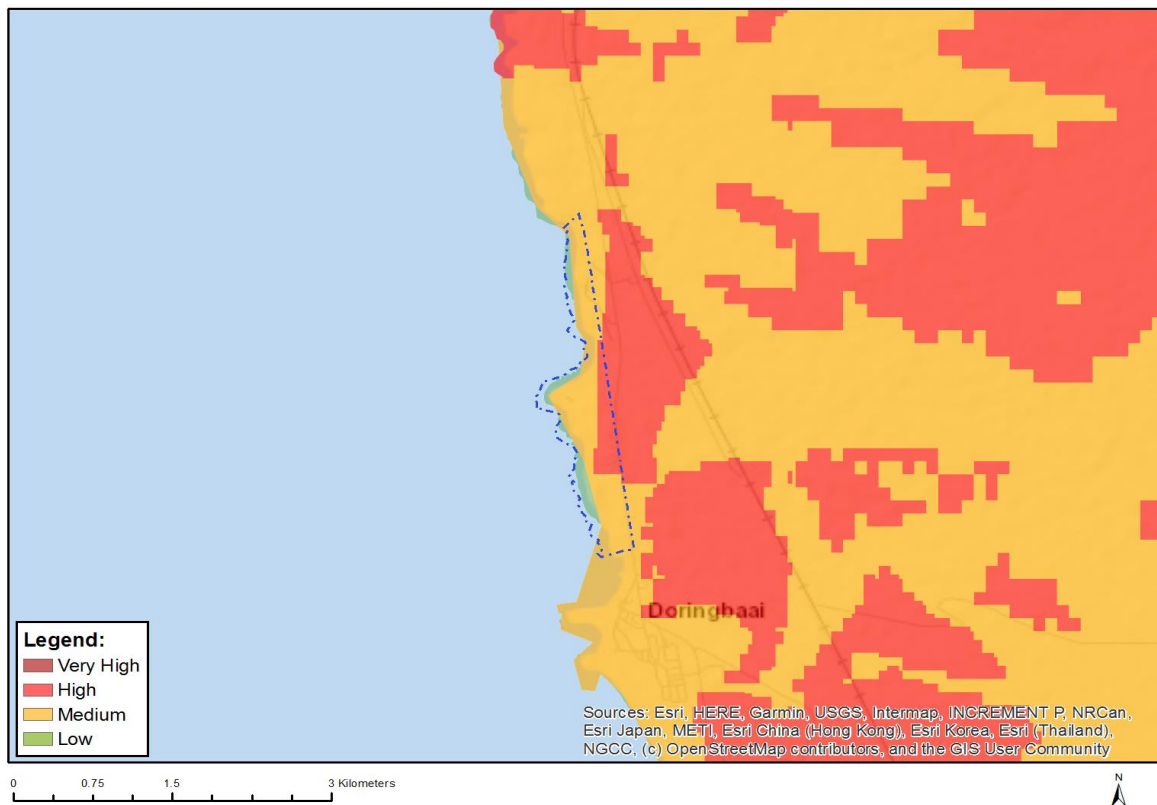 Doringbaai
Legend:
Very High
High
Medium
Low
Sources: Esri, HERE, Garmin, USGS, Intermap, INCREMENT P, NRCan,
Esri Japan, METI, Esri China (Hong Kong), Esri Korea, Esri (Thailand),
NGCC, (c) OpenStreetMap contributors, and the GIS User Community
0 0.75 1.5 3 Kilometers
N